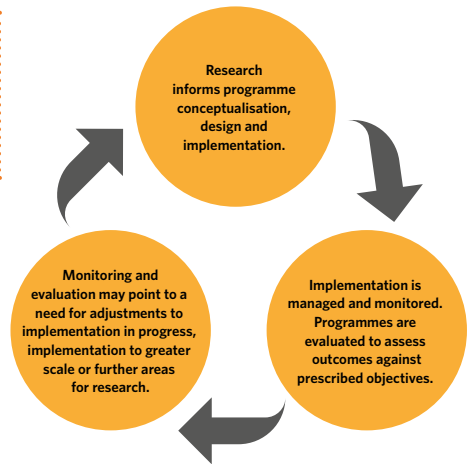 Research
informs programme
conceptualisation,
design and
implementation.
Implementation is
managed and monitored.
Programmes are
evaluated to assess
outcomes against
prescribed objectives.
Monitoring and
evaluation may point to a
need for adjustments to
implementation in progress,
implementation to greater
scale or further areas
for research.